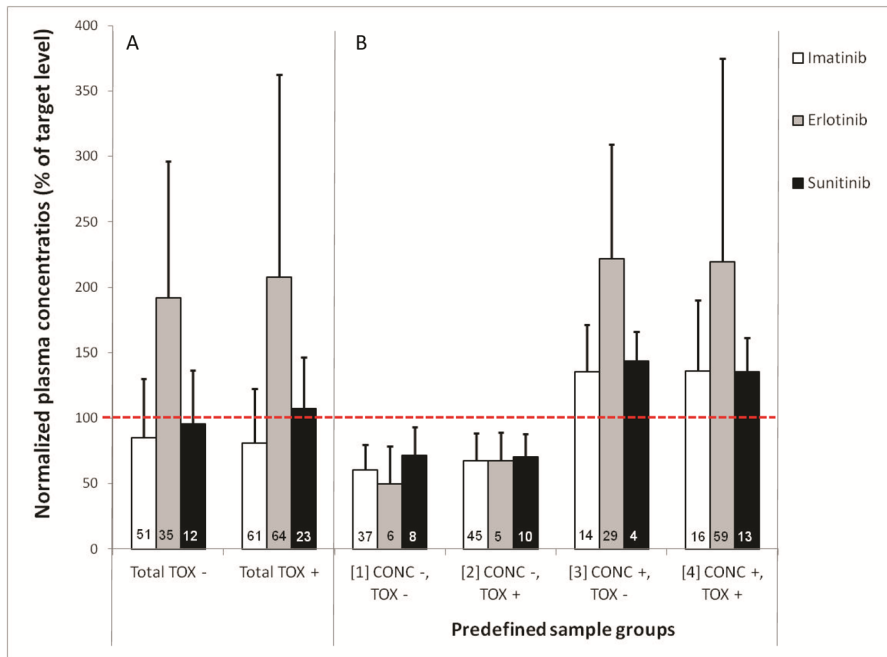 Normalized plasma concentratios (% of target level)
400
350
300
250
200
150
100
50
0
A
B
51 35 12
61 64 23
37 6 8
45 5 10
14 29 4
16 59 13
Total TOX -
Total TOX +
[1] CONC -,
TOX -
[2] CONC -,
TOX +
[3] CONC +,
TOX -
[4] CONC +,
TOX +
Predefined sample groups
Imatinib
Erlotinib
Sunitinib